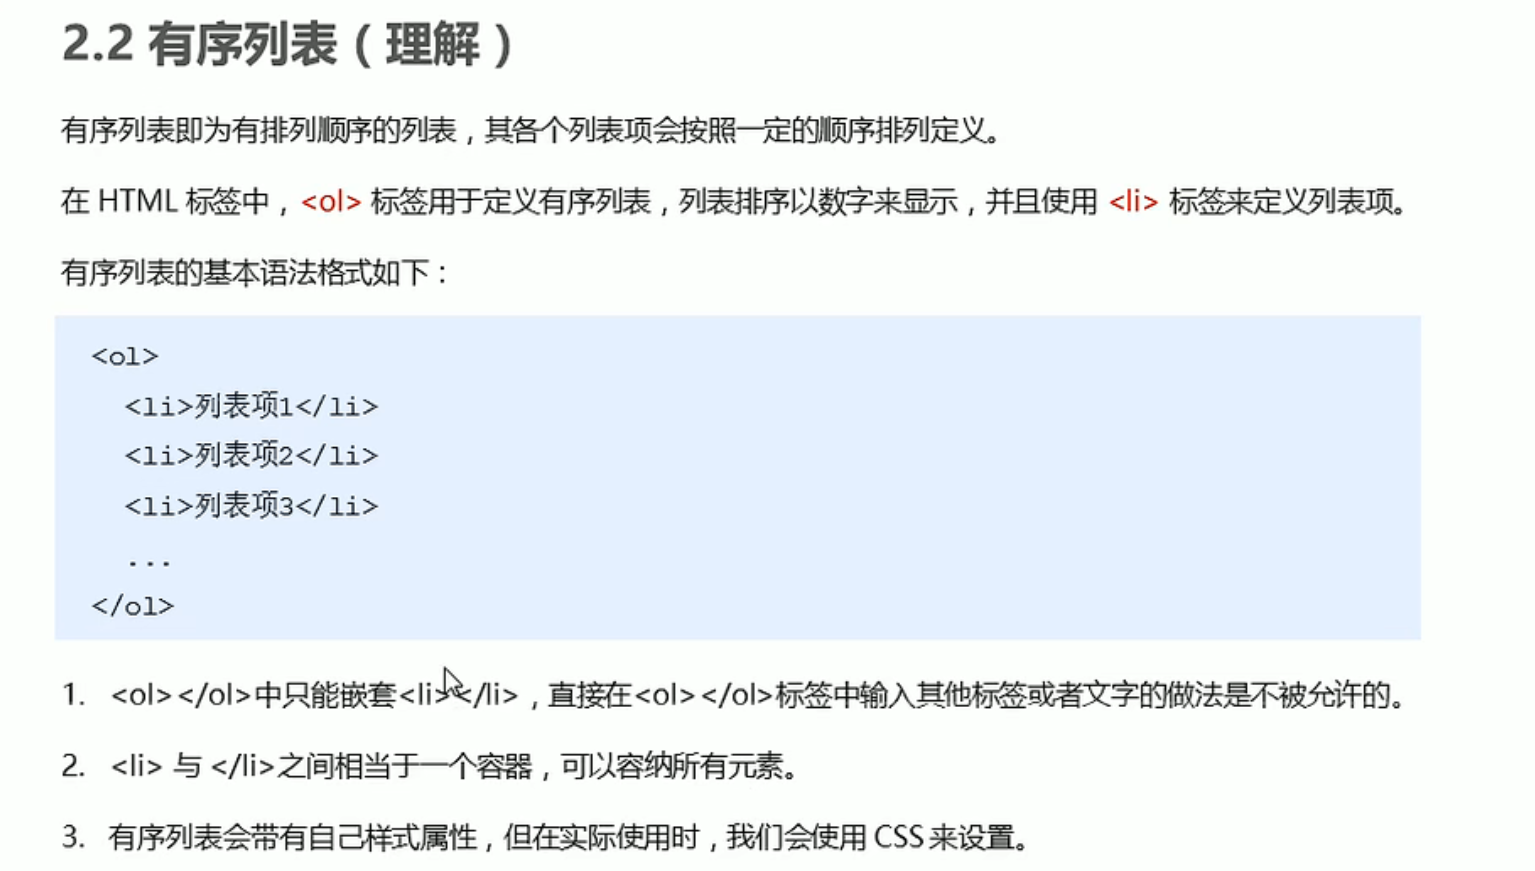 2.2 有序列表（理解）
有序列表即为有排列顺序的列表，其各个列表项会按照一定的顺序排列定义。
在 HTML 标签中，<ol> 标签用于定义有序列表，列表排序以数字来显示，并且使用 <li> 标签来定义列表项。
有序列表的基本语法格式如下：
<ol>
<li>列表项1</li>
<li>列表项2</li>
<li>列表项3</li>
...
</ol>
1. <ol></ol>中只能嵌套<li></li>，直接在<ol></ol>标签中输入其他标签或者文字的做法是不被允许的。
2. <li> 与 </li>之间相当于一个容器，可以容纳所有元素。
3. 有序列表会带有自己样式属性，但在实际使用时，我们会使用 CSS 来设置。